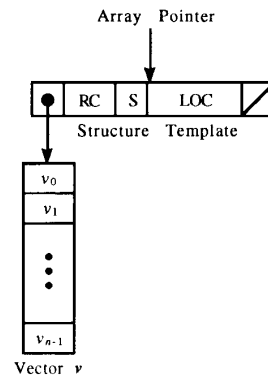 Array Pointer
RC S LOC
Structure Template
v0
v1
vn-1
Vector v